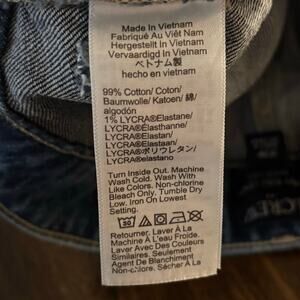 Made In Vietnam
Fabriqué Au Việt Nam
Hergestellt In Vietnam
Vervaardigd In Vietnam
ベトナム製
hecho en vietnam
99% Cotton/ Coton/
Baumwolle/ Katoen/ 綿/
algodón
1% LYCRA®Elastane/
LYCRA®Élasthanne/
LYCRA®Elastan/
LYCRA®Elastaan/
LYCRA®ポリウレタン/
LYCRA®elastano
Turn Inside Out. Machine
Wash Cold. Wash With
Like Colors. Non-chlorine
Bleach Only. Tumble Dry
Low, Iron On Lowest
Setting.
30
Retourner. Laver À La
Machine À L'eau Froide.
Laver Avec Des Couleurs
Similaires. Seulement
Agent De Blanchiment
Non-Chloré. Sécher À La
CREW